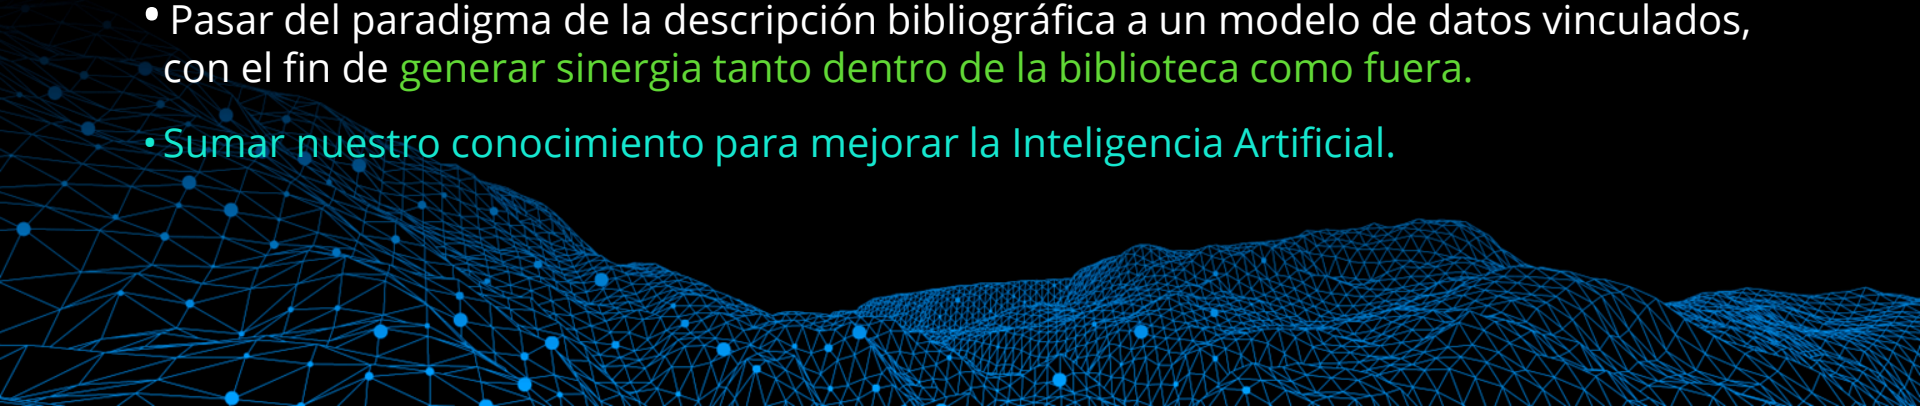 • Pasar del paradigma de la descripción bibliográfica a un modelo de datos vinculados,
con el fin de generar sinergia tanto dentro de la biblioteca como fuera.
• Sumar nuestro conocimiento para mejorar la Inteligencia Artificial.